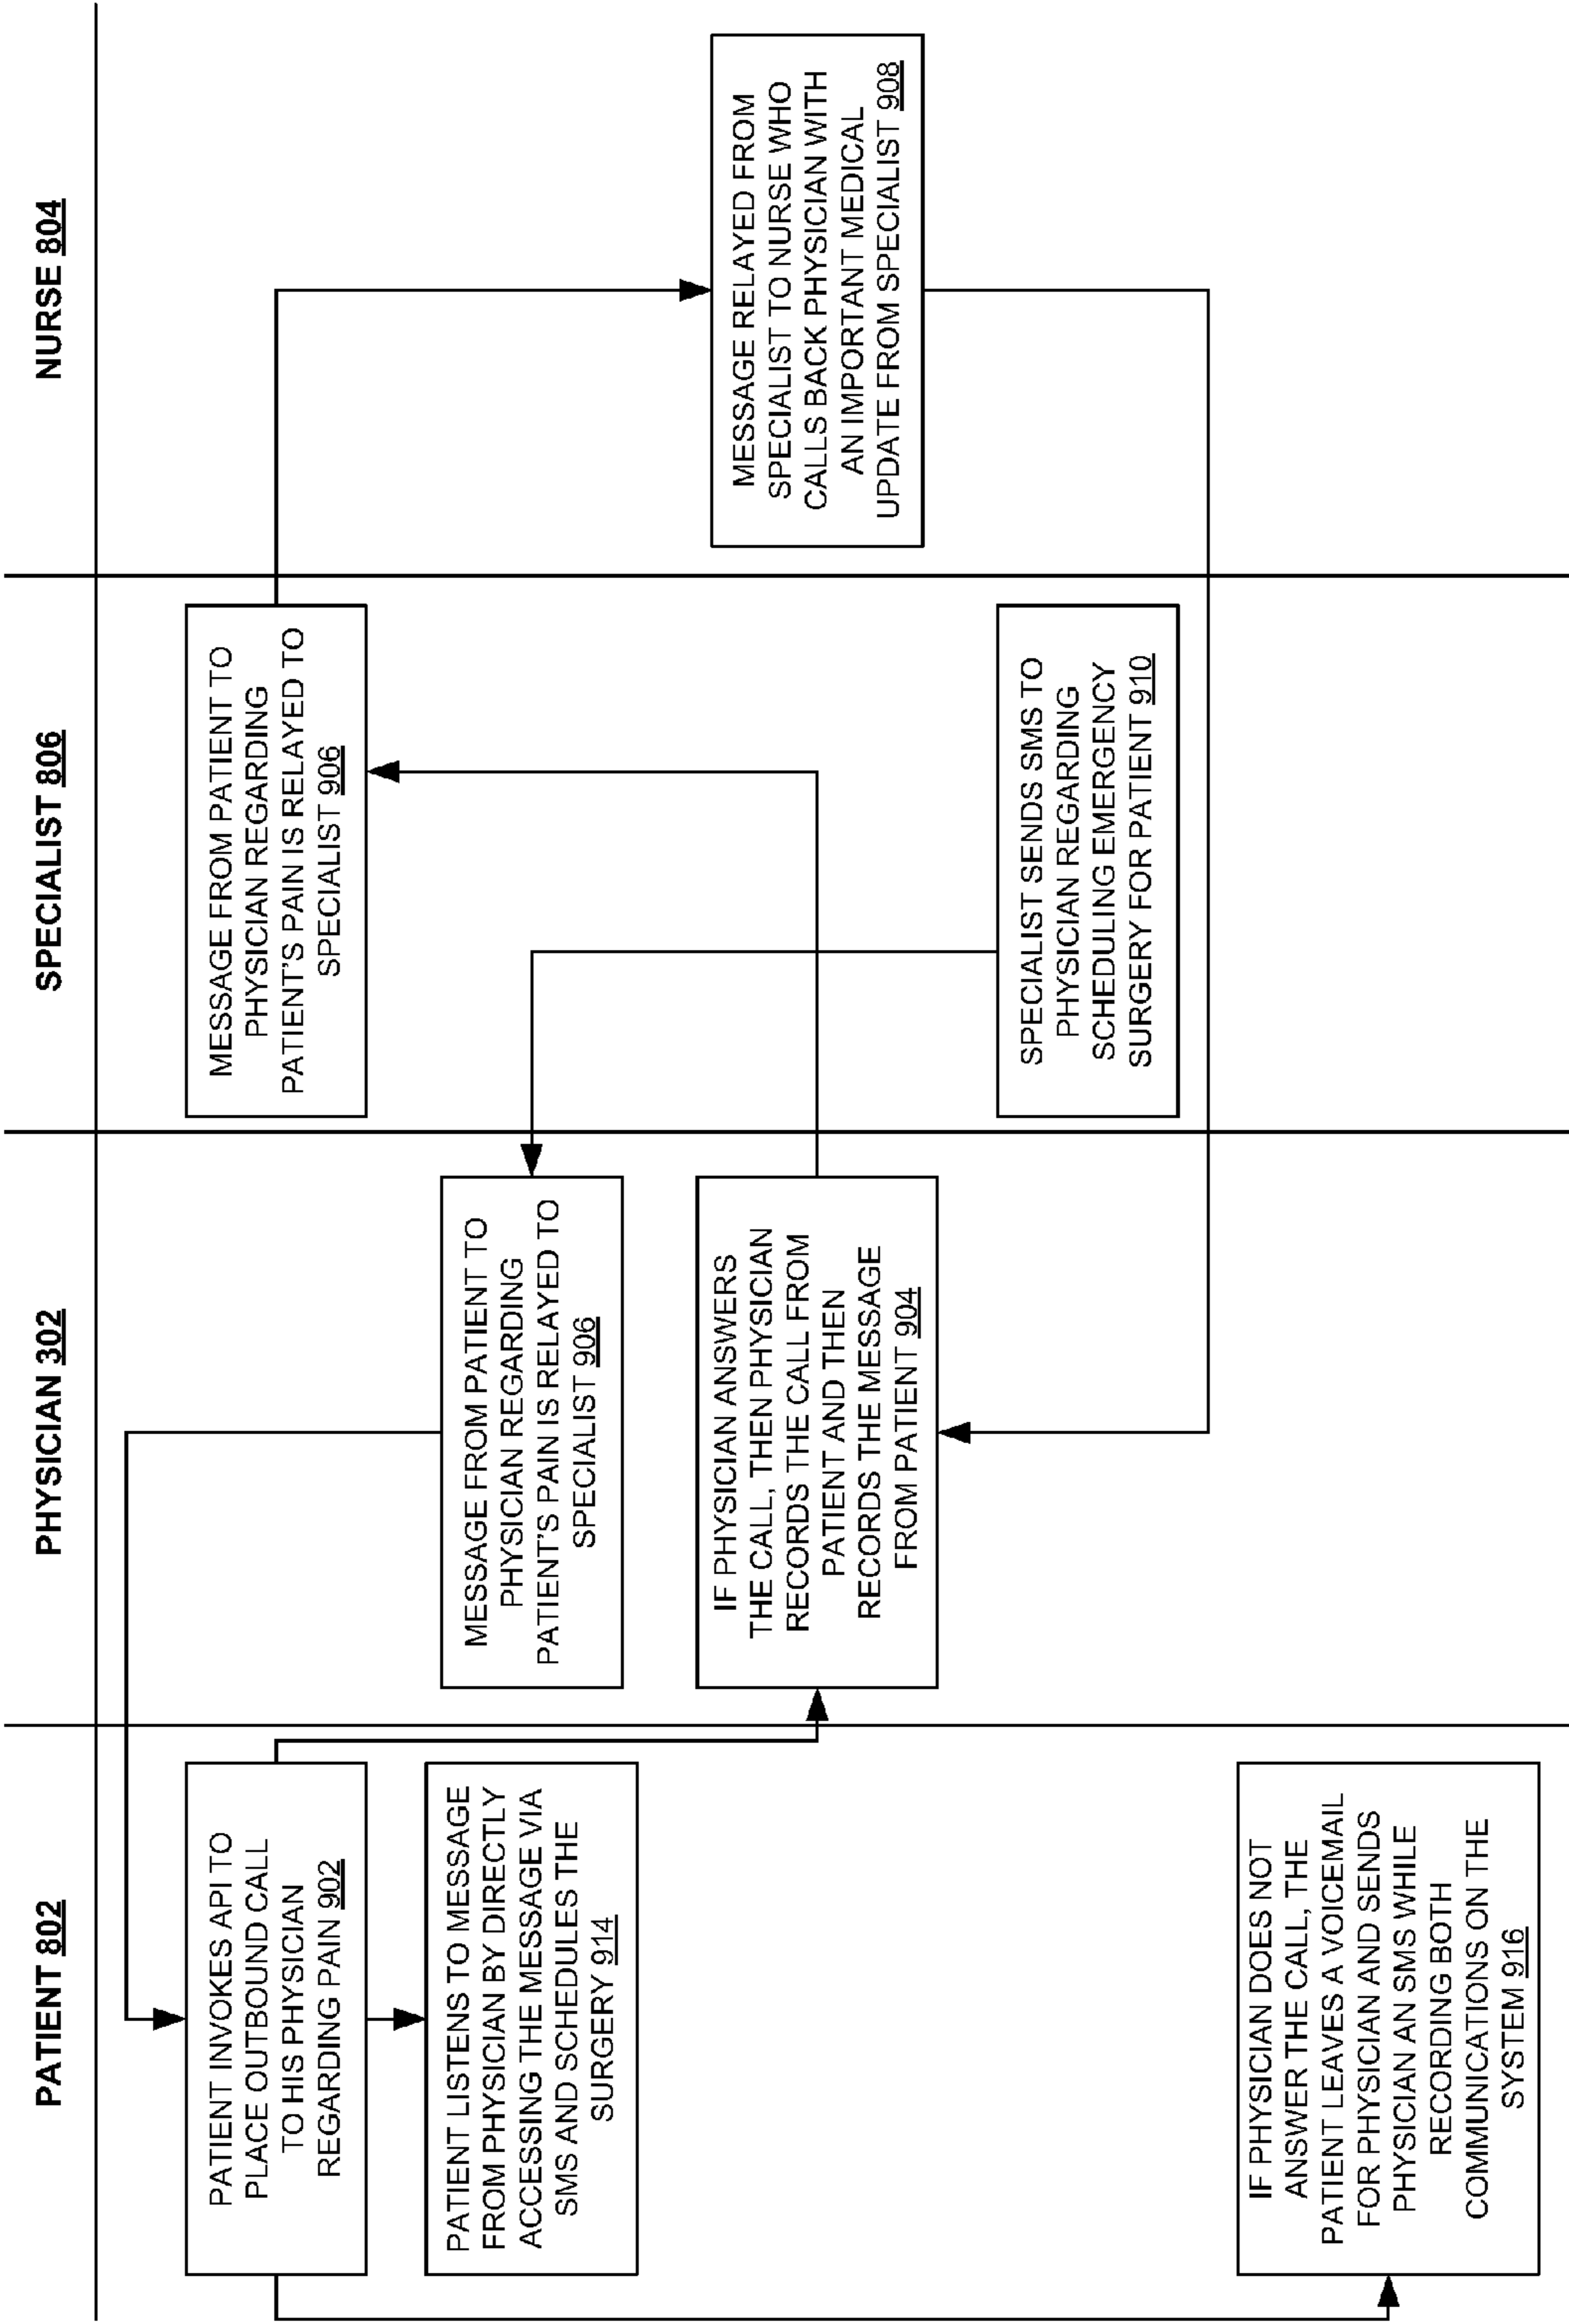 PATIENT 802
PHYSICIAN 302
SPECIALIST 806
NURSE 804
PATIENT INVOKES API TO
PLACE OUTBOUND CALL
TO HIS PHYSICIAN
REGARDING PAIN 902
PATIENT LISTENS TO MESSAGE
FROM PHYSICIAN BY DIRECTLY
ACCESSING THE MESSAGE VIA
SMS AND SCHEDULES THE
SURGERY 914
IF PHYSICIAN DOES NOT
ANSWER THE CALL, THE
PATIENT LEAVES A VOICEMAIL
FOR PHYSICIAN AND SENDS
PHYSICIAN AN SMS WHILE
RECORDING BOTH
COMMUNICATIONS ON THE
SYSTEM 916
MESSAGE FROM PATIENT TO
PHYSICIAN REGARDING
PATIENT'S PAIN IS RELAYED TO
SPECIALIST 906
IF PHYSICIAN ANSWERS
THE CALL, THEN PHYSICIAN
RECORDS THE CALL FROM
PATIENT AND THEN
RECORDS THE MESSAGE
FROM PATIENT 904
MESSAGE FROM PATIENT TO
PHYSICIAN REGARDING
PATIENT'S PAIN IS RELAYED TO
SPECIALIST 906
SPECIALIST SENDS SMS TO
PHYSICIAN REGARDING
SCHEDULING EMERGENCY
SURGERY FOR PATIENT 910
MESSAGE RELAYED FROM
SPECIALIST TO NURSE WHO
CALLS BACK PHYSICIAN WITH
AN IMPORTANT MEDICAL
UPDATE FROM SPECIALIST 908